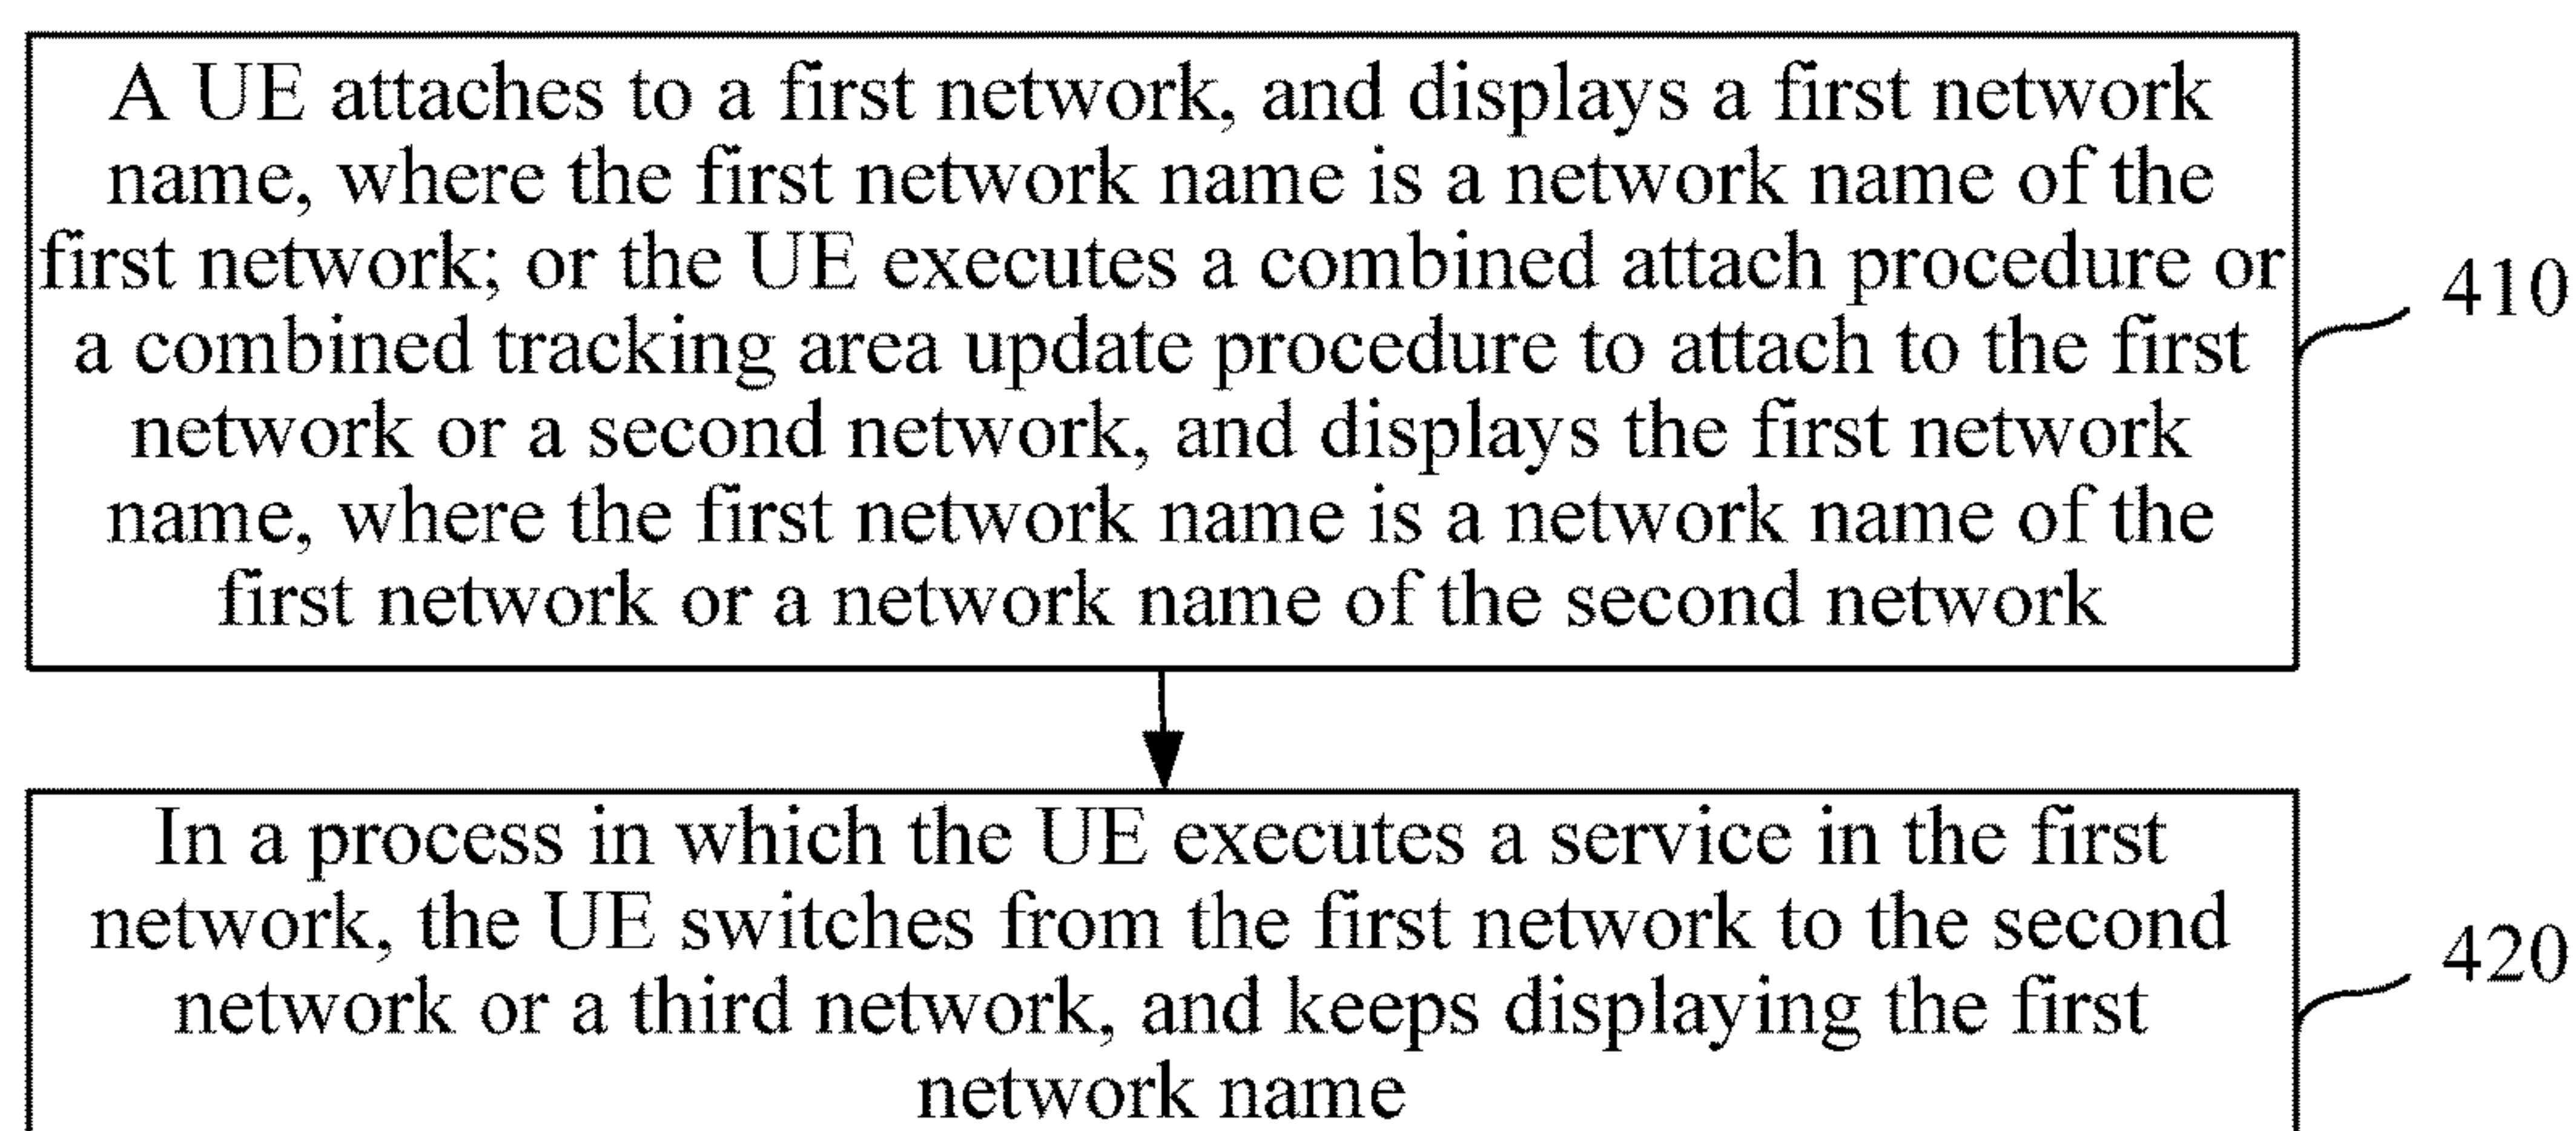 A UE attaches to a first network, and displays a first network
name, where the first network name is a network name of the
first network; or the UE executes a combined attach procedure or
a combined tracking area update procedure to attach to the first
network or a second network, and displays the first network
name, where the first network name is a network name of the
first network or a network name of the second network
410
In a process in which the UE executes a service in the first
network, the UE switches from the first network to the second
network or a third network, and keeps displaying the first
network name
420